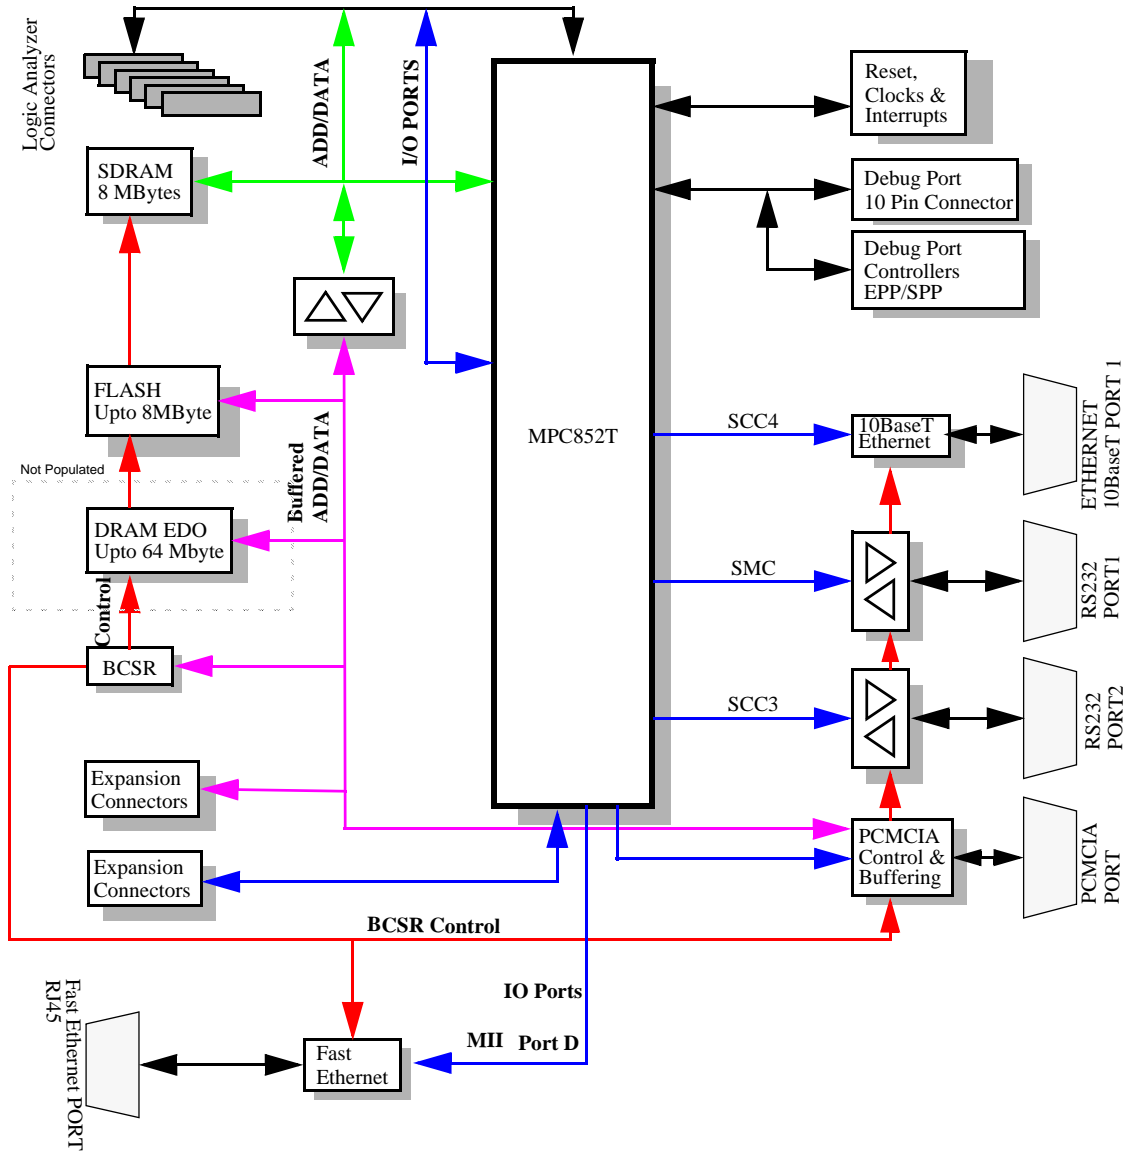 Logic Analyzer
Connectors
ADD/DATA
I/O PORTS
Reset,
Clocks &
Interrupts
SDRAM
8 MBytes
Debug Port
10 Pin Connector
Debug Port
Controllers
EPP/SPP
FLASH
Upto 8MByte
MPC852T
SCC4
10BaseT
Ethernet
ETHERNET
10BaseT PORT 1
Buffered
ADD/DATA
Not Populated
DRAM EDO
Upto 64 Mbyte
Control
SMC
RS232
PORT1
BCSR
SCC3
RS232
PORT2
Expansion
Connectors
PCMCIA
Control &
Buffering
PCMCIA
PORT
Expansion
Connectors
BCSR Control
IO Ports
MII Port D
Fast Ethernet PORT
RJ45
Fast
Ethernet